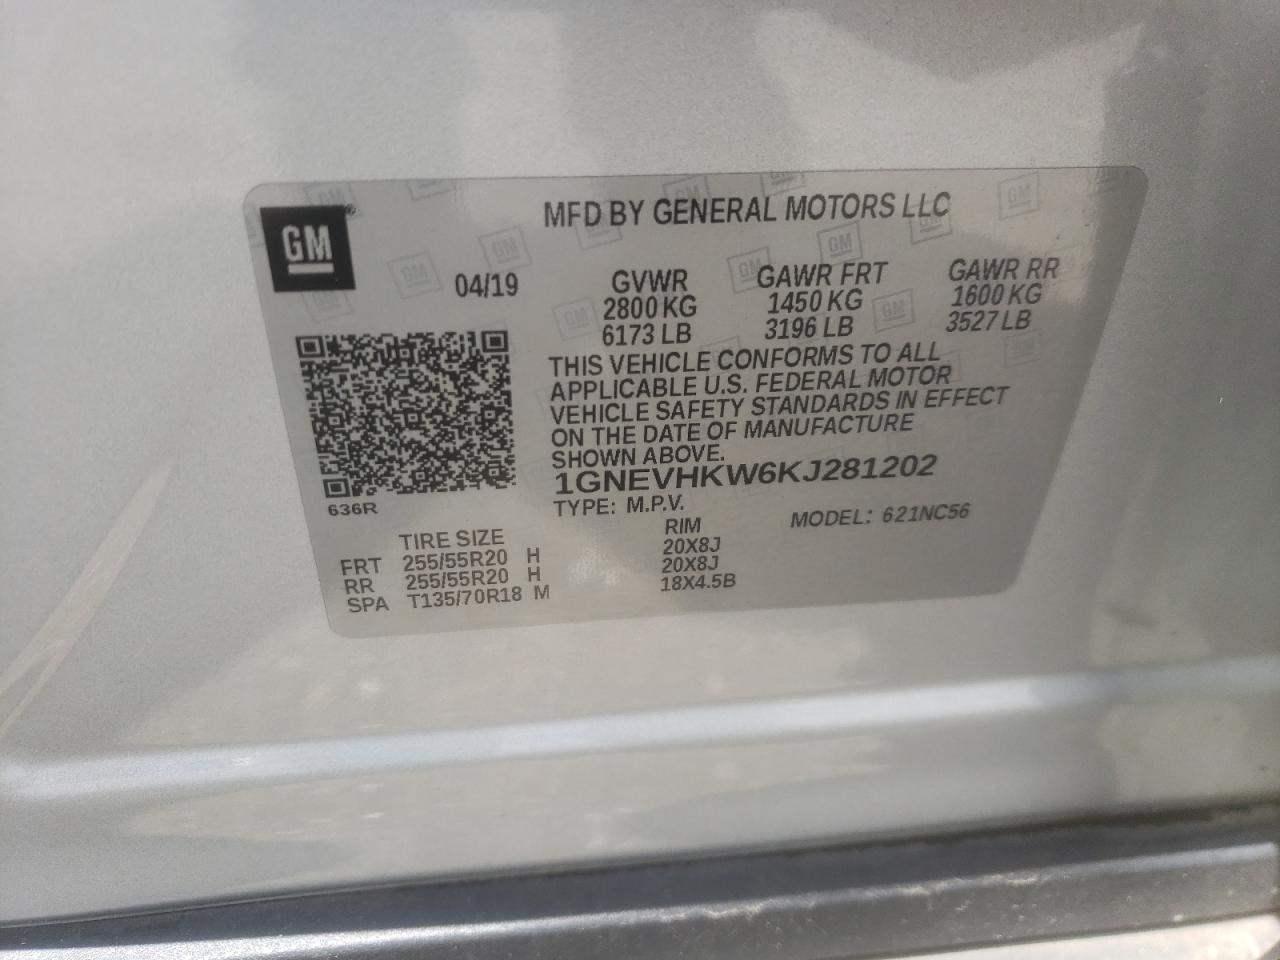 GM
MFD BY GENERAL MOTORS LLC
04/19
GVWR GAWR FRT GAWR RR
2800 KG 1450 KG 1600 KG
6173 LB 3196 LB 3527 LB
THIS VEHICLE CONFORMS TO ALL
APPLICABLE U.S. FEDERAL MOTOR
VEHICLE SAFETY STANDARDS IN EFFECT
ON THE DATE OF MANUFACTURE
SHOWN ABOVE.
1GNEVHKW6KJ281202
TYPE: M.P.V. MODEL: 621NC56
636R
TIRE SIZE RIM
FRT 255/55R20 H 20X8J
RR 255/55R20 H 20X8J
SPA T135/70R18 M 18X4.5B